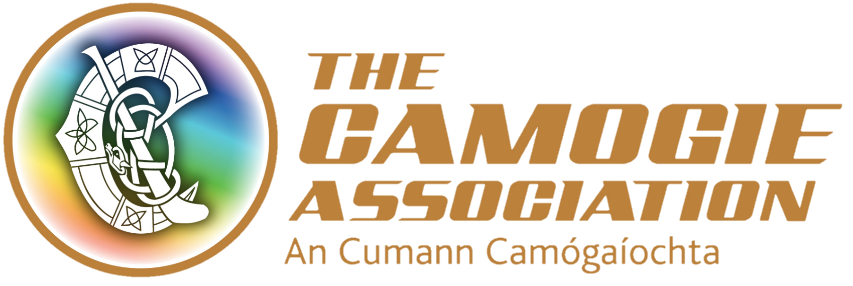 THE
CAMOGIE
ASSOCIATION
An Cumann Camógaíochta